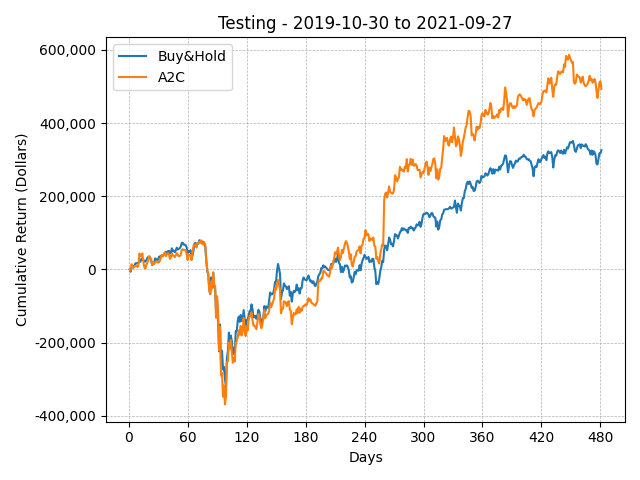 Testing - 2019-10-30 to 2021-09-27
Buy&Hold
A2C
Cumulative Return (Dollars)
600,000
400,000
200,000
0
-200,000
-400,000
0 60 120 180 240 300 360 420 480
Days